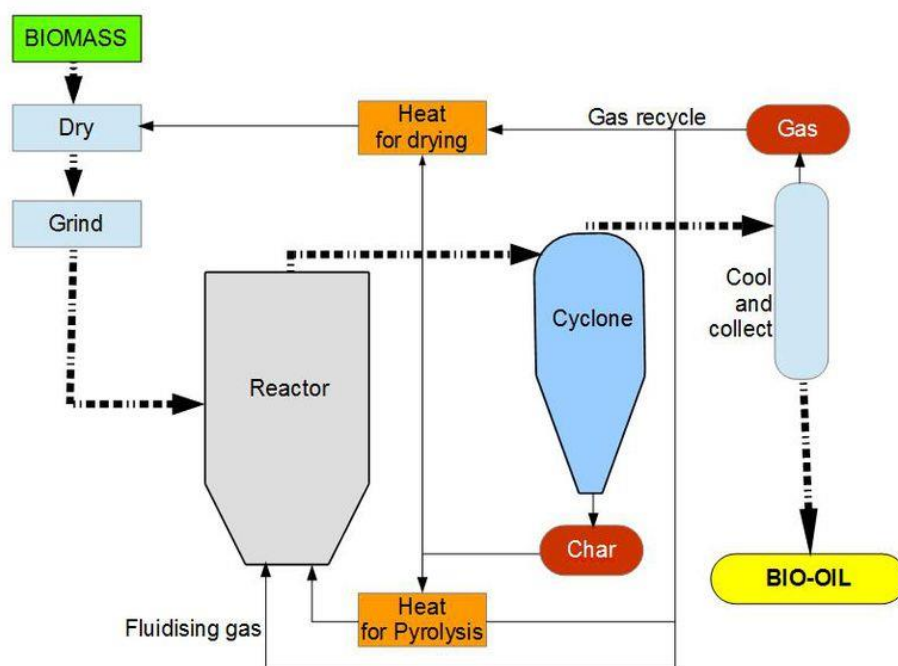 BIOMASS
Dry
Heat
for drying
Gas recycle
Gas
Grind
Cool
and
collect
Cyclone
Reactor
Char
BIO-OIL
Heat
for Pyrolysis
Fluidising gas